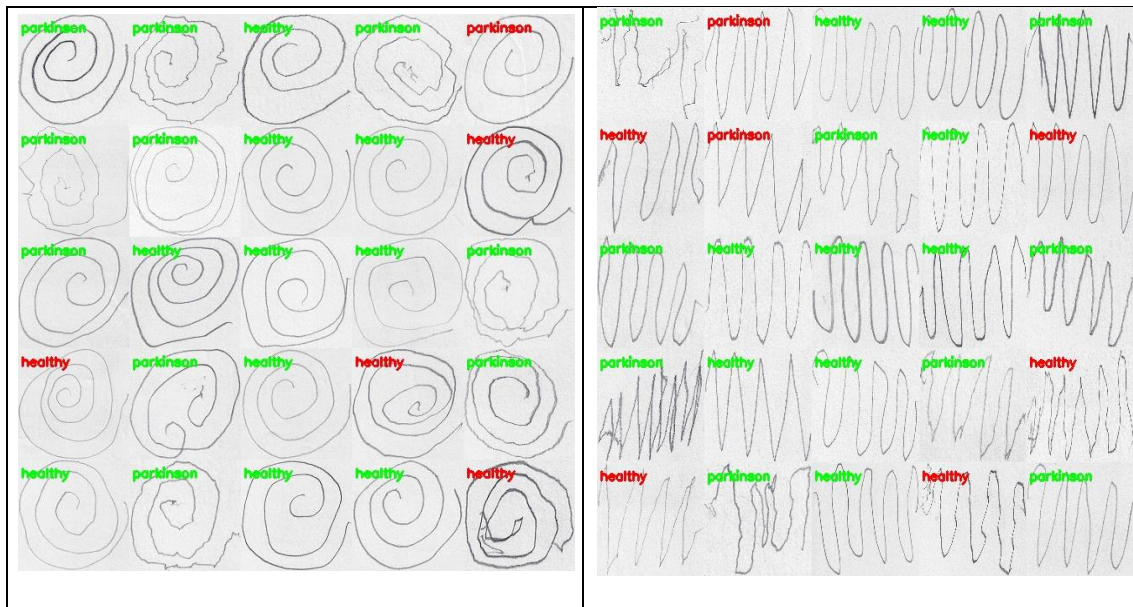 parkinson parkinson healthy parkinson parkinson
parkinson parkinson healthy healthy healthy
parkinson healthy healthy healthy parkinson
healthy parkinson healthy healthy parkinson
healthy parkinson healthy healthy healthy
parkinson parkinson healthy healthy parkinson
healthy parkinson parkinson healthy healthy
parkinson healthy healthy healthy parkinson
parkinson healthy healthy parkinson healthy
healthy parkinson healthy healthy parkinson